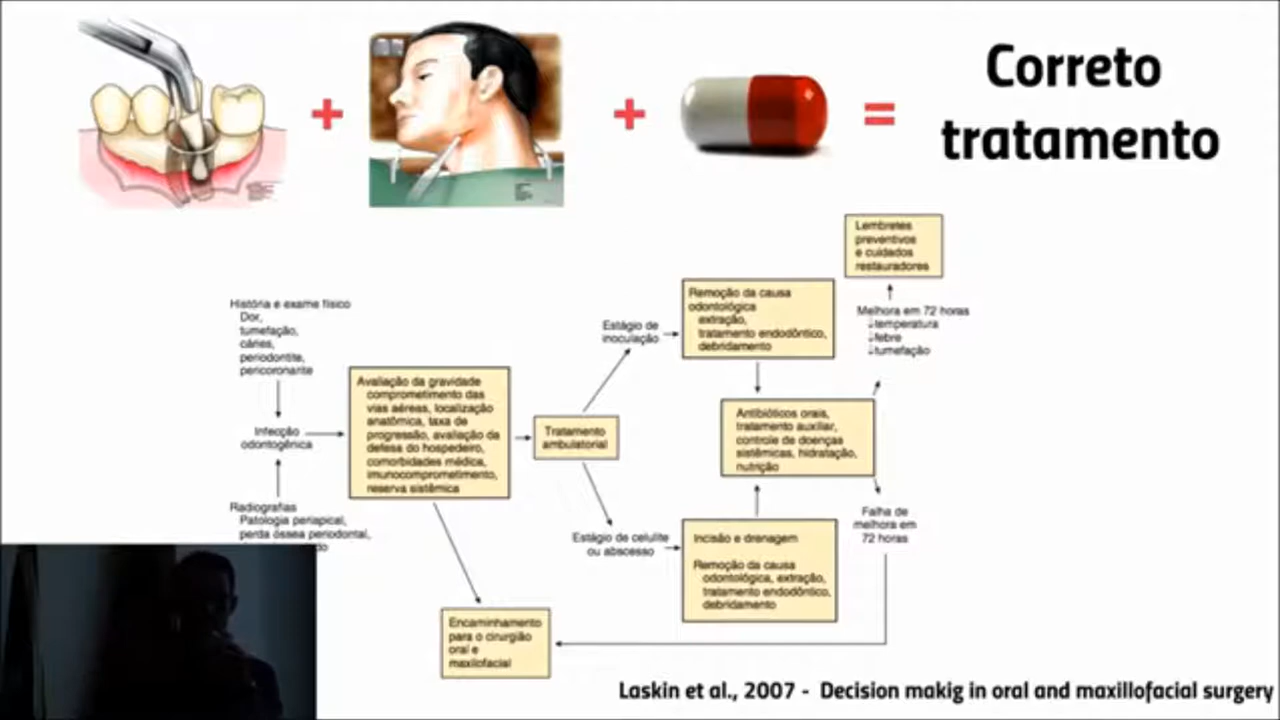 Correto
tratamento
Lembretes
preventivos
e cuidados
restauradores
História e exame físico
Dor,
tumefação,
cáries,
periodontite,
pericoronarite
Remoção da causa
odontológica
extração,
tratamento endodôntico,
debridamento
Melhora em 72 horas
↓temperatura
↓febre
↓tumefação
Estágio de
inoculação
Avaliação da gravidade
comprometimento das
vias aéreas, localização
anatômica, taxa de
progressão, avaliação da
defesa do hospedeiro,
comorbidades médica,
imunocomprometimento,
reserva sistêmica
Infecção
odontogênica
Tratamento
ambulatorial
Antibióticos orais,
tratamento auxiliar,
controle de doenças
sistêmicas, hidratação,
nutrição
Radiografias
Patologia periapical,
perda óssea periodontal,
Estágio de celulite
ou abscesso
Incisão e drenagem
Remoção da causa
odontológica, extração,
tratamento endodôntico,
debridamento
Falha de
melhora em
72 horas
Encaminhamento
para o cirurgião
oral e
maxilofacial
Laskin et al., 2007 - Decision makig in oral and maxillofacial surgery